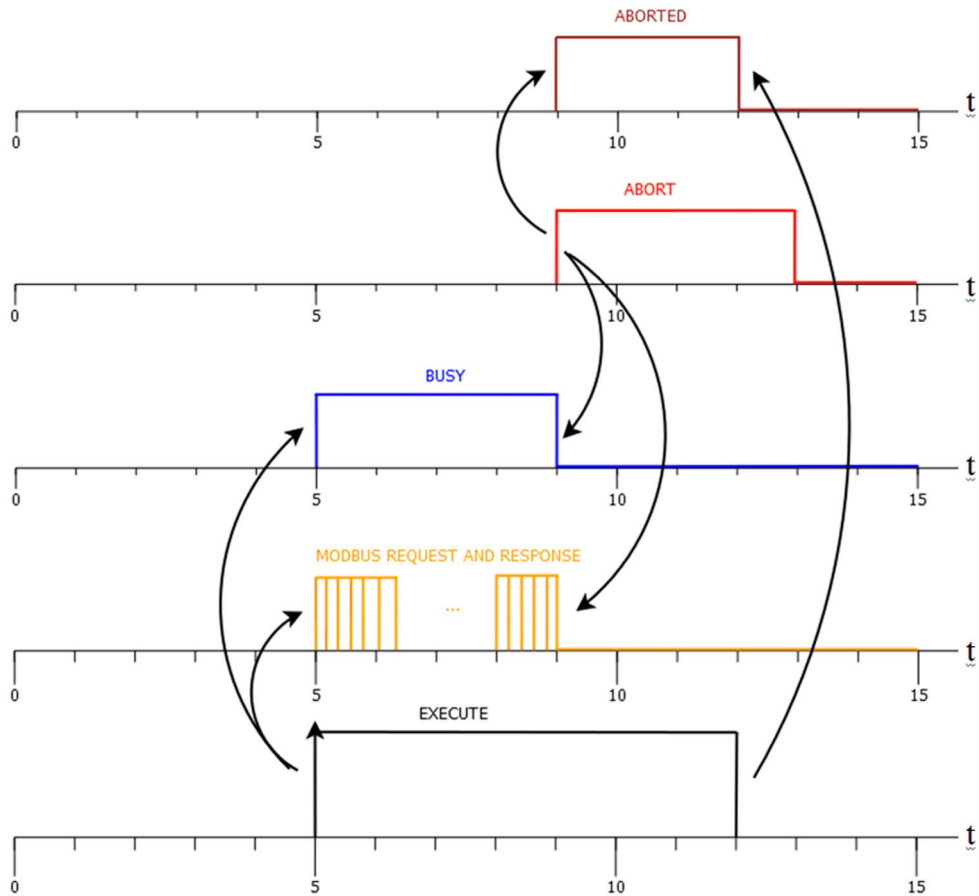 ABORTED
t
0 5 10 15
ABORT
t
0 5 10 15
BUSY
t
0 5 10 15
MODBUS REQUEST AND RESPONSE
...
t
0 5 10 15
EXECUTE
t
0 5 10 15